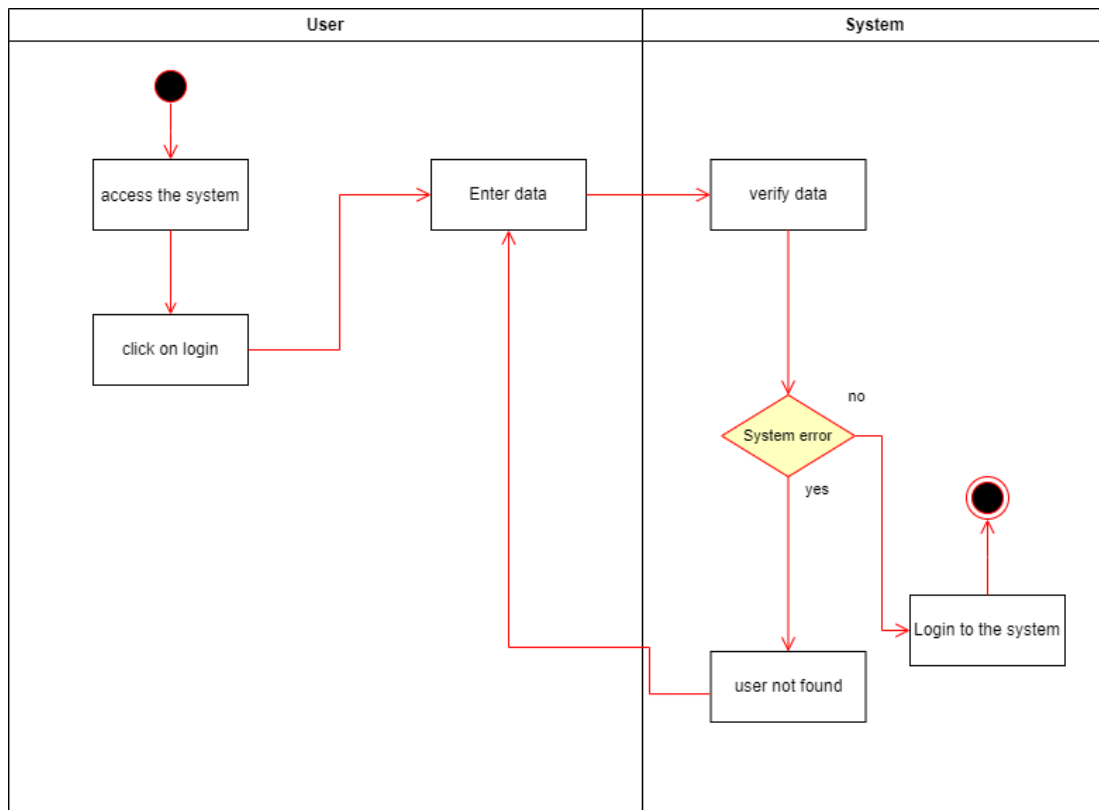 User
System
access the system
Enter data
verify data
click on login
no
System error
yes
Login to the system
user not found